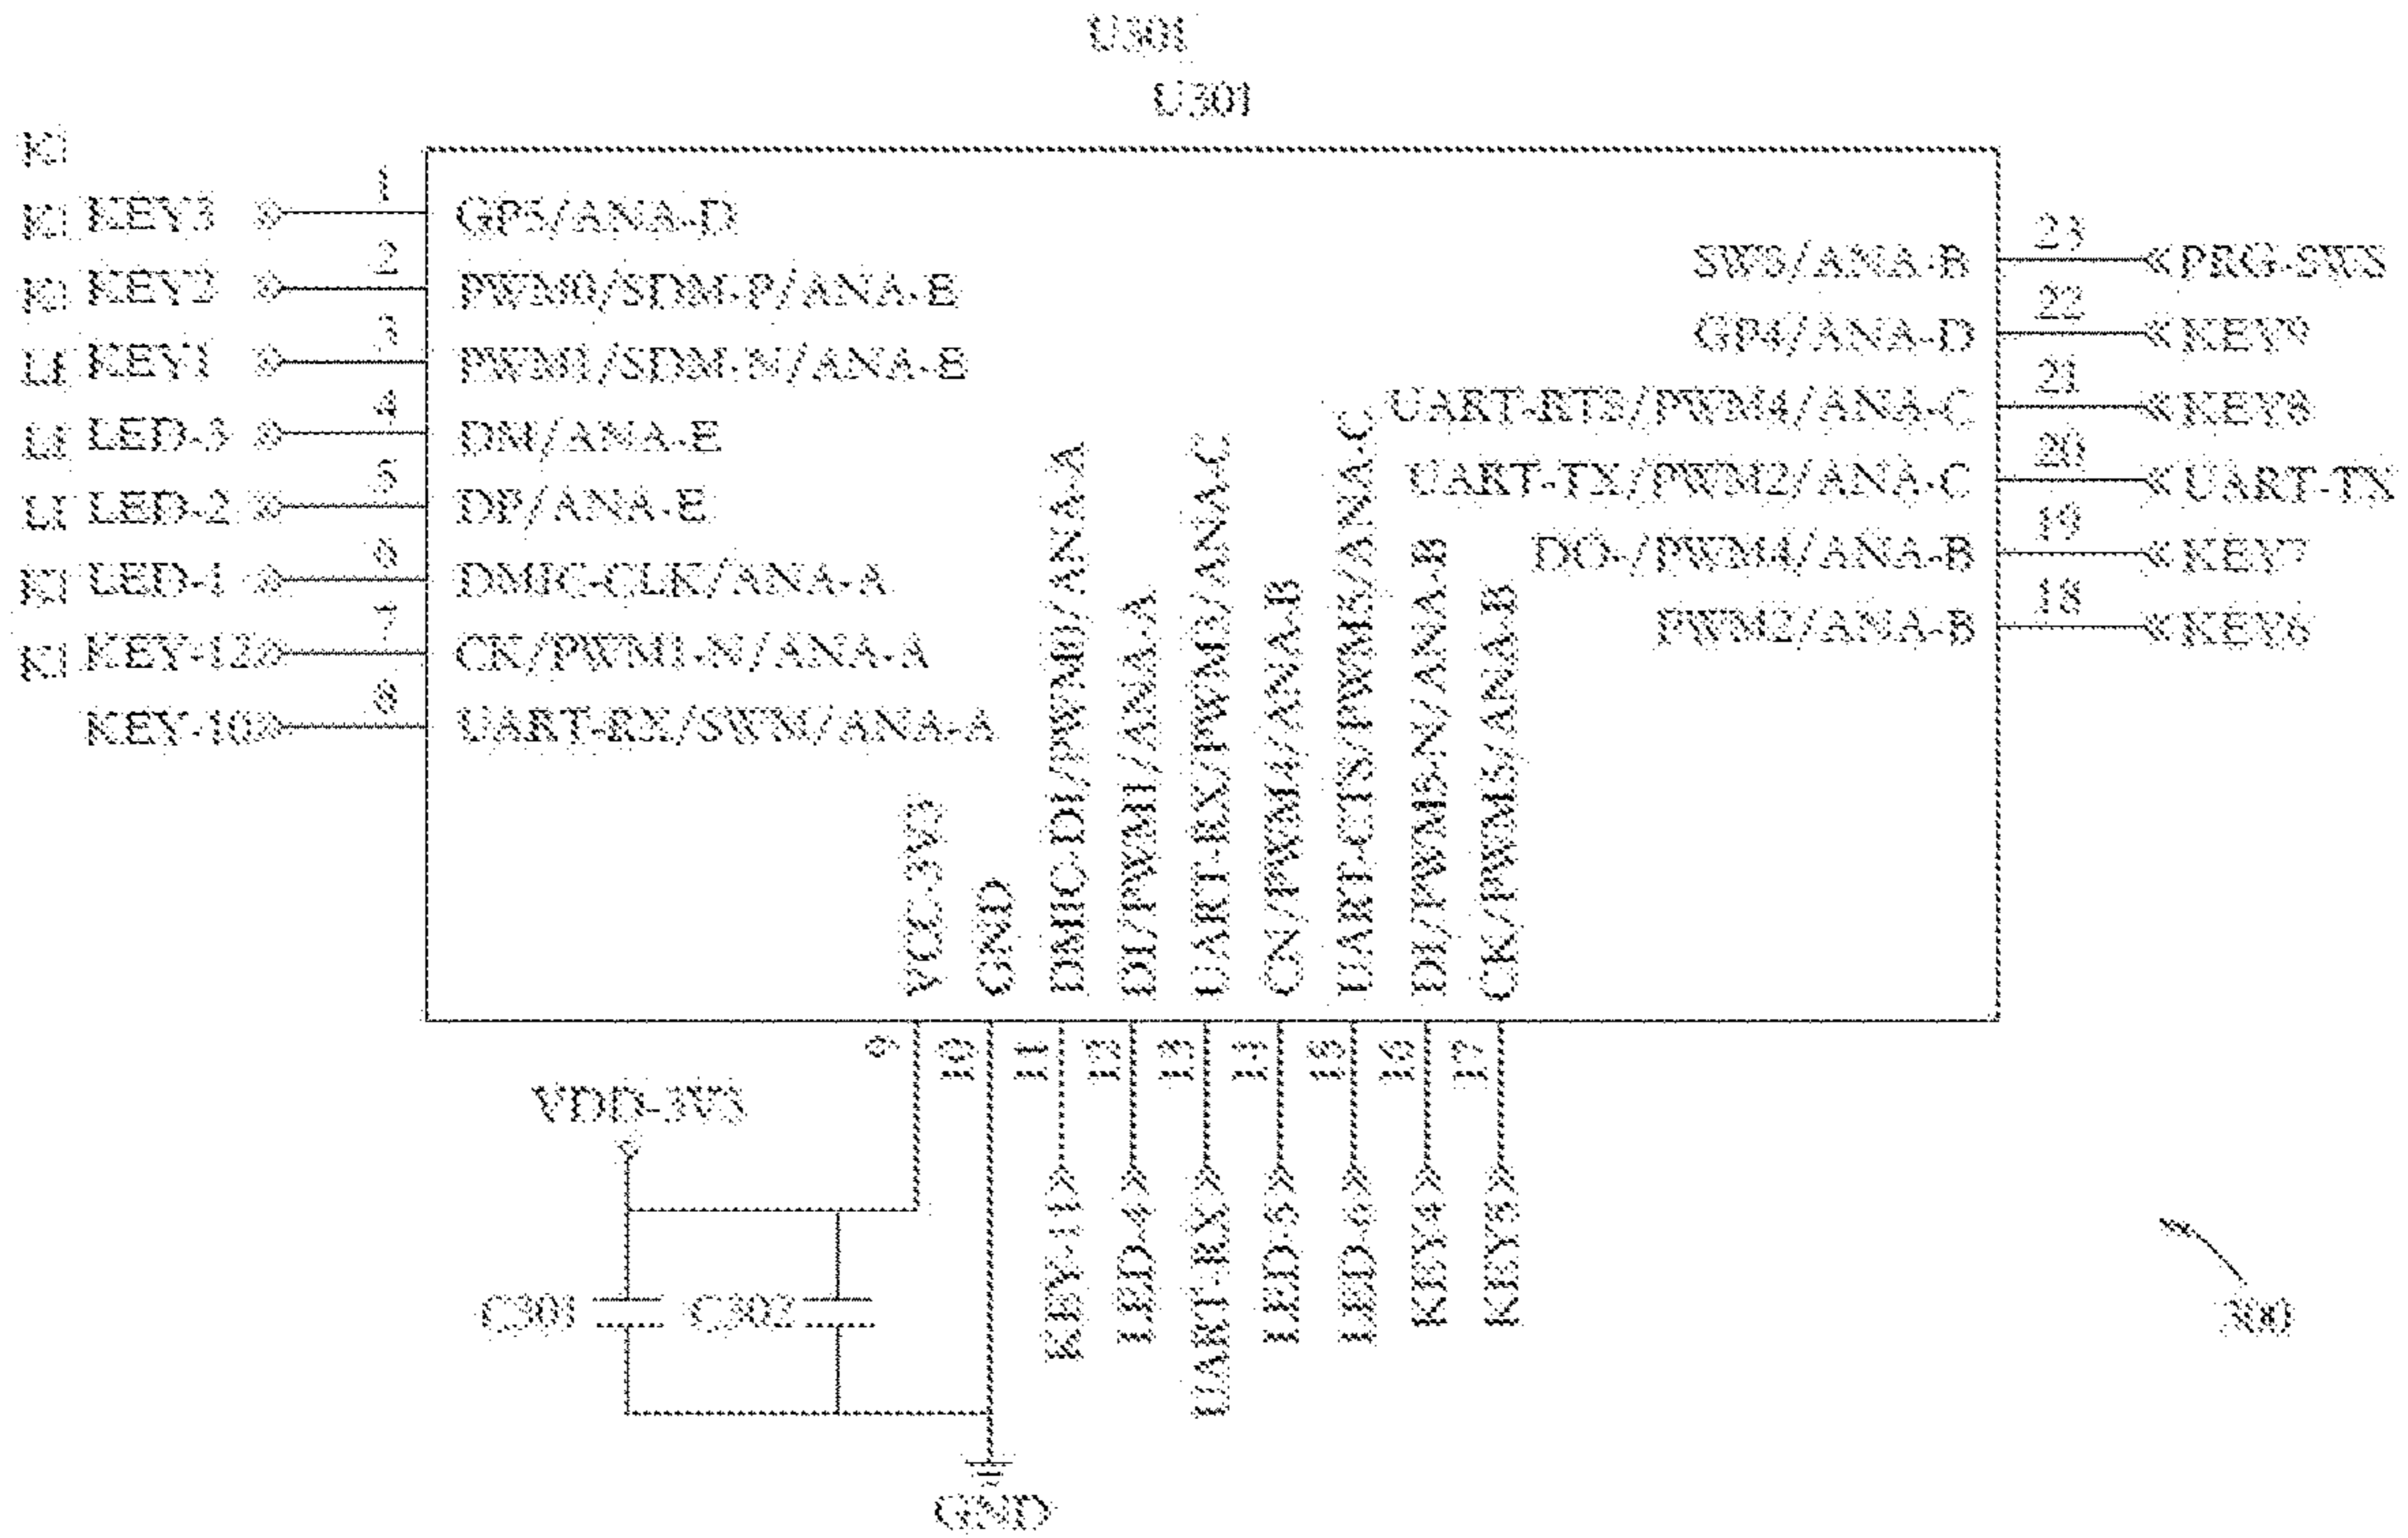 U301
U301
KEY3 1 GP5/ANA-D
KEY2 2 PWM0/SDM-P/ANA-E
KEY1 3 PWM1/SDM-N/ANA-E
LED-3 4 DM/ANA-E
LED-2 5 DP/ANA-E
LED-1 6 DMIC-CLK/ANA-A
KEY-12 7 CK/PWM1-N/ANA-A
KEY-10 8 UART-RX/SWM/ANA-A
SWS/ANA-B 23 PRG-SWS
GP4/ANA-D 22 KEY9
UART-RTS/PWM4/ANA-C 21 KEY8
UART-TX/PWM2/ANA-C 20 UART-TX
DO-/PWM4/ANA-B 19 KEY7
PWM2/ANA-B 18 KEY6
VCC-3V3 9
GND 10
DMIC-DI/PWM0/ANA-A 11 KEY-11
DI/PWM1/ANA-A 12 LED-4
UART-RX/PWM3/ANA-C 13 UART-RX
CN/PWM4/ANA-B 14 LED-5
UART-CTS/PWM5/ANA-C 15 LED-6
DI/PWM5-N/ANA-B 16 KEY4
CK/PWM5/ANA-B 17 KEY5
VDD-3V3
C301 C302
GND
300